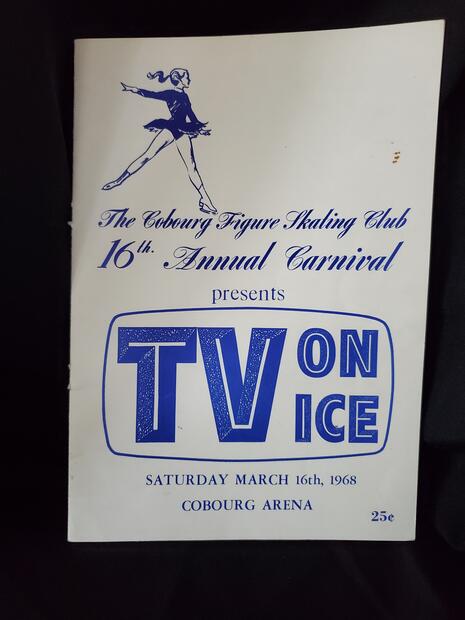 The Cobourg Figure Skating Club
16th. Annual Carnival
presents
TV ON ICE
SATURDAY MARCH 16th, 1968
COBOURG ARENA
25¢